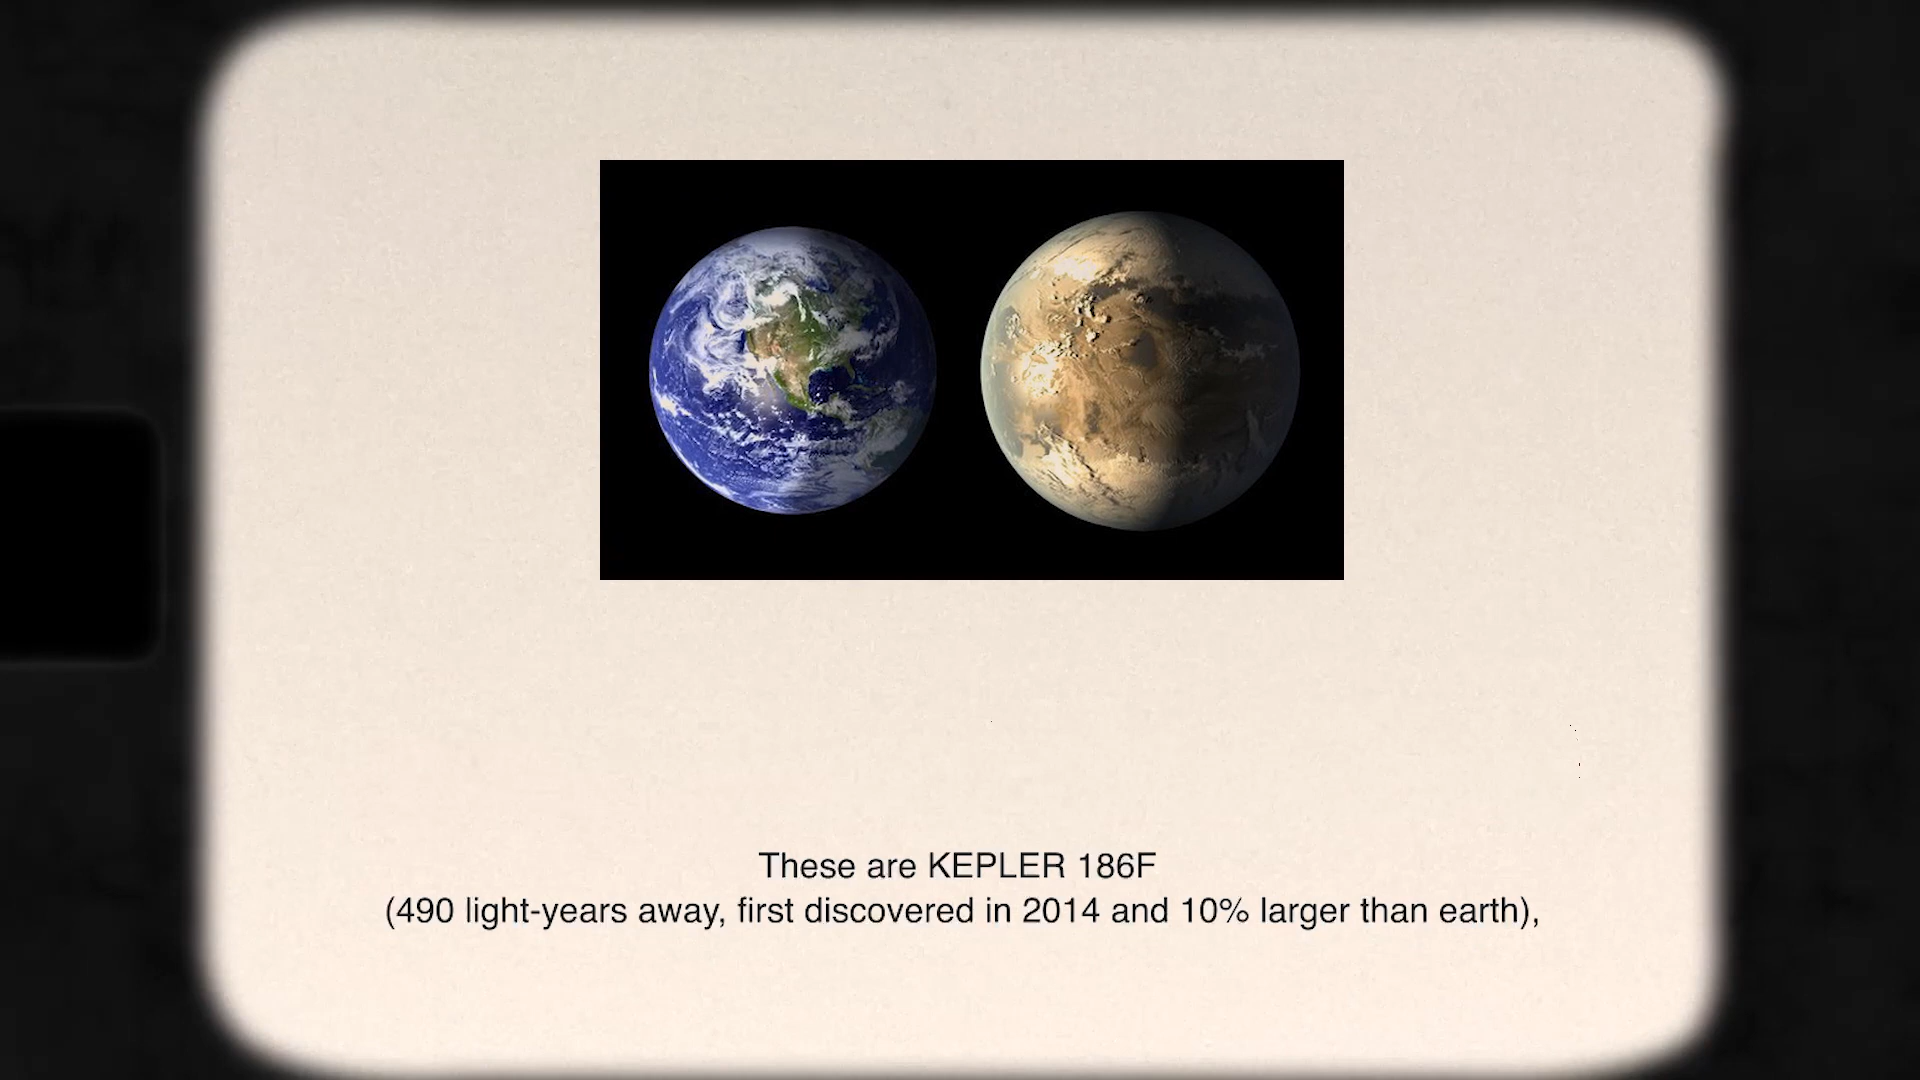 These are KEPLER 186F
(490 light-years away, first discovered in 2014 and 10% larger than earth),